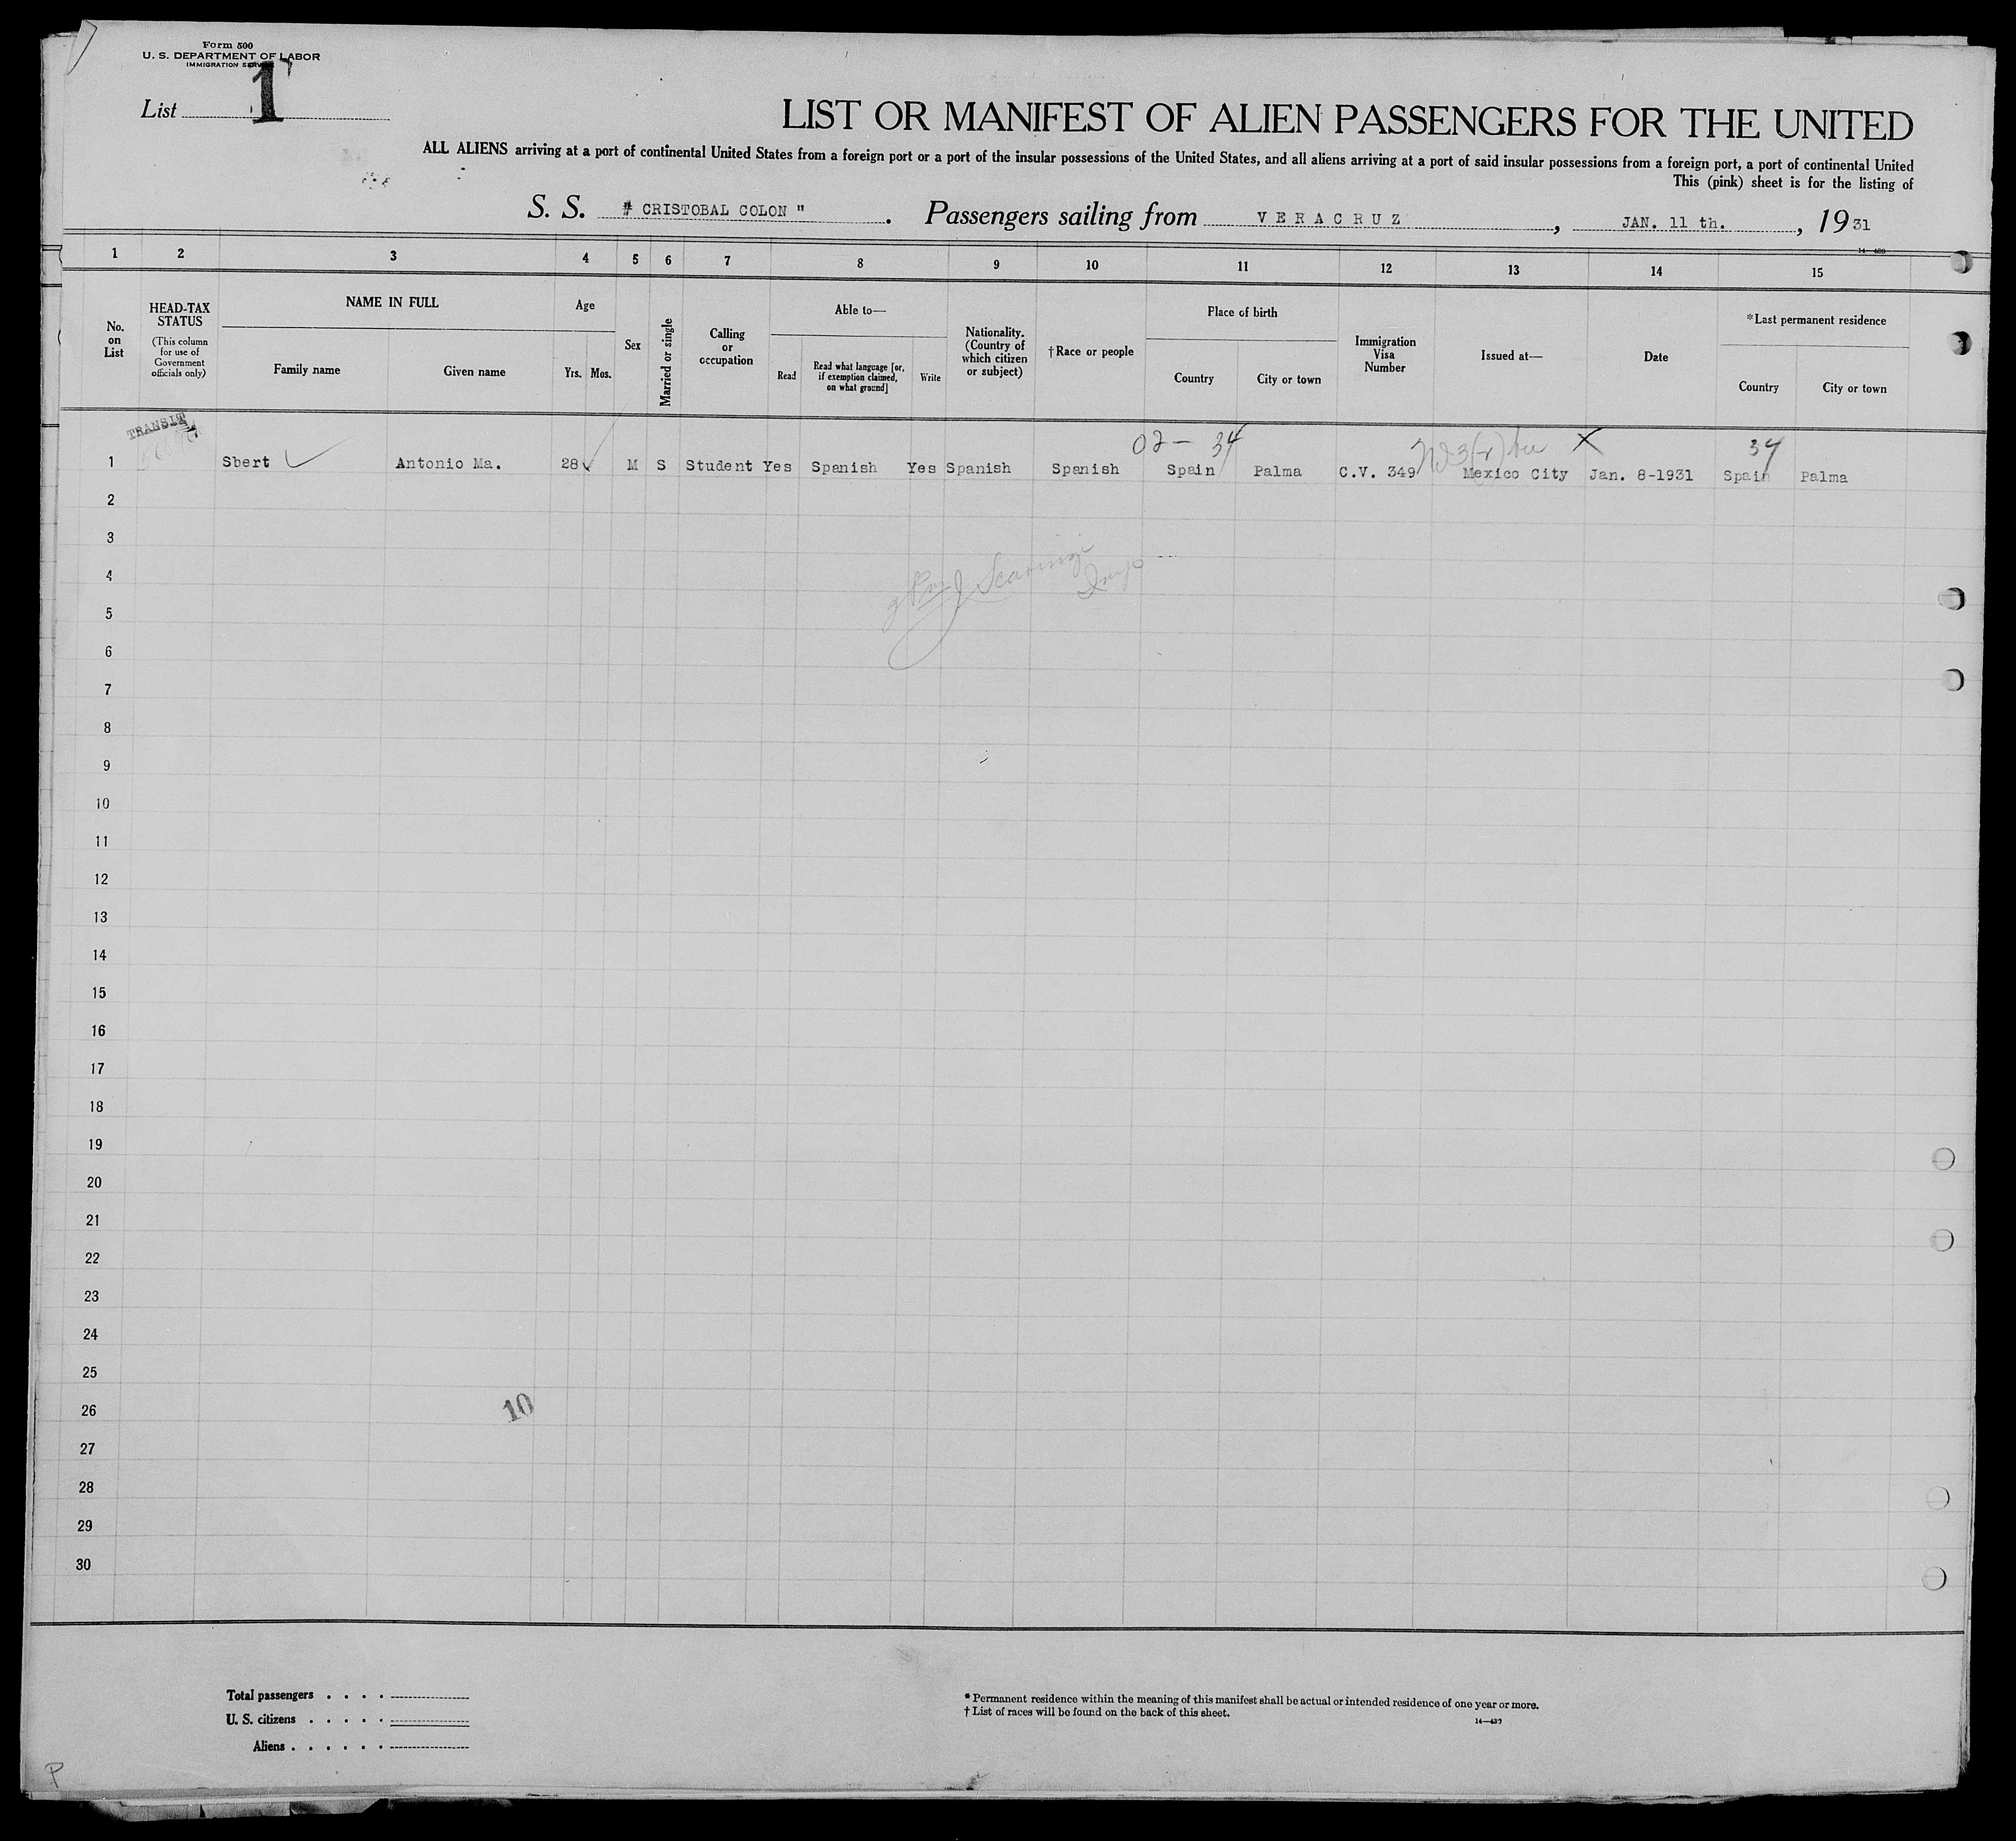 Form 500
U. S. DEPARTMENT OF LABOR
IMMIGRATION SERVICE
List 1
LIST OR MANIFEST OF ALIEN PASSENGERS FOR THE UNITED
ALL ALIENS arriving at a port of continental United States from a foreign port or a port of the insular possessions of the United States, and all aliens arriving at a port of said insular possessions from a foreign port, a port of continental United
This (pink) sheet is for the listing of
S. S. " CRISTOBAL COLON " . Passengers sailing from VERACRUZ , JAN. 11 th. , 19 31
14—430
1 2 3 4 5 6 7 8 9 10 11 12 13 14 15
No. on List
HEAD-TAX STATUS
(This column for use of Government officials only)
NAME IN FULL
Family name
Given name
Age
Yrs. Mos.
Sex
Married or single
Calling or occupation
Able to—
Read
Read what language [or, if exemption claimed, on what ground]
Write
Nationality. (Country of which citizen or subject)
†Race or people
Place of birth
Country
City or town
Immigration Visa Number
Issued at—
Date
*Last permanent residence
Country
City or town
TRANSIT
02— 34 X 34
1 Sbert Antonio Ma. 28 M S Student Yes Spanish Yes Spanish Spanish Spain Palma C.V. 349 Mexico City Jan. 8-1931 Spain Palma
2
3
4
5
6
7
8
9
10
11
12
13
14
15
16
17
18
19
20
21
22
23
24
25
26
10
27
28
29
30
Total passengers . . . .
U. S. citizens . . . . .
Aliens . . . . . .
* Permanent residence within the meaning of this manifest shall be actual or intended residence of one year or more.
† List of races will be found on the back of this sheet.
14—430
P